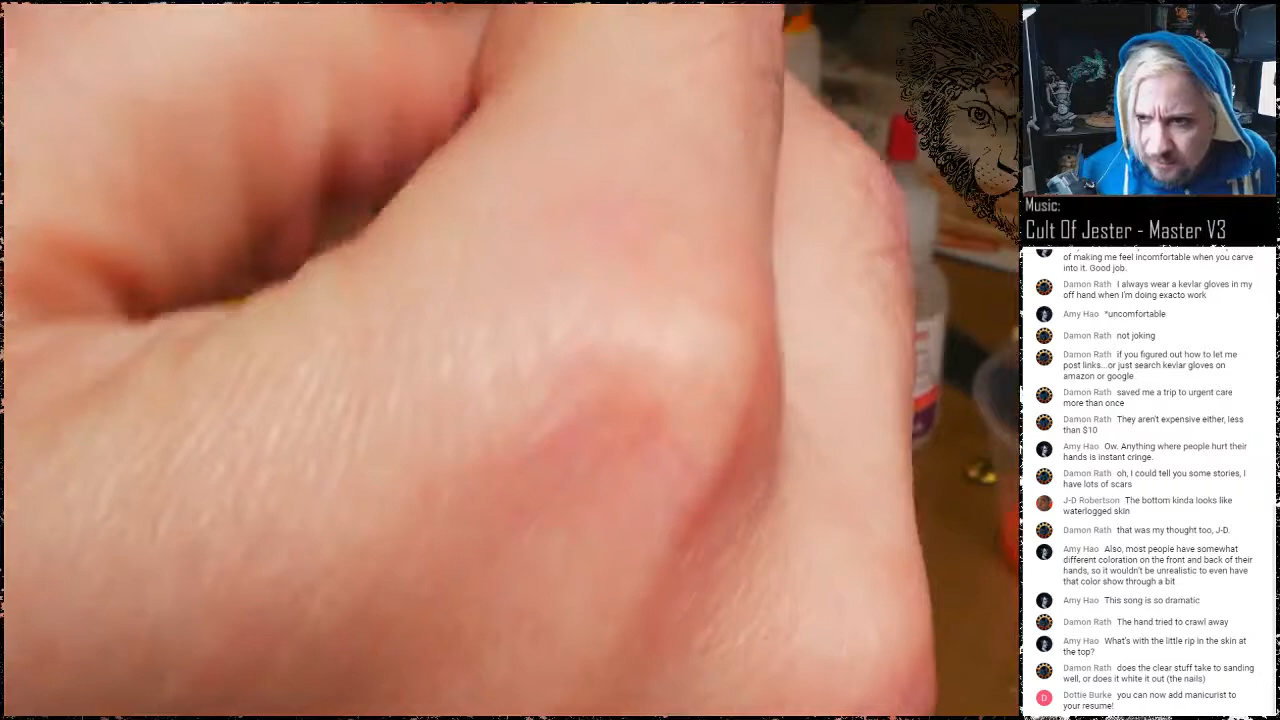 Music:
Cult Of Jester - Master V3
of making me feel incomfortable when you carve
into it. Good job.
Damon Rath I always wear a kevlar gloves in my
off hand when I'm doing exacto work
Amy Hao *uncomfortable
Damon Rath not joking
Damon Rath if you figured out how to let me
post links...or just search kevlar gloves on
amazon or google
Damon Rath saved me a trip to urgent care
more than once
Damon Rath They aren't expensive either, less
than $10
Amy Hao Ow. Anything where people hurt their
hands is instant cringe.
Damon Rath oh, I could tell you some stories, I
have lots of scars
J-D Robertson The bottom kinda looks like
waterlogged skin
Damon Rath that was my thought too, J-D.
Amy Hao Also, most people have somewhat
different coloration on the front and back of their
hands, so it wouldn't be unrealistic to even have
that color show through a bit
Amy Hao This song is so dramatic
Damon Rath The hand tried to crawl away
Amy Hao What's with the little rip in the skin at
the top?
Damon Rath does the clear stuff take to sanding
well, or does it white it out (the nails)
D Dottie Burke you can now add manicurist to
your resume!